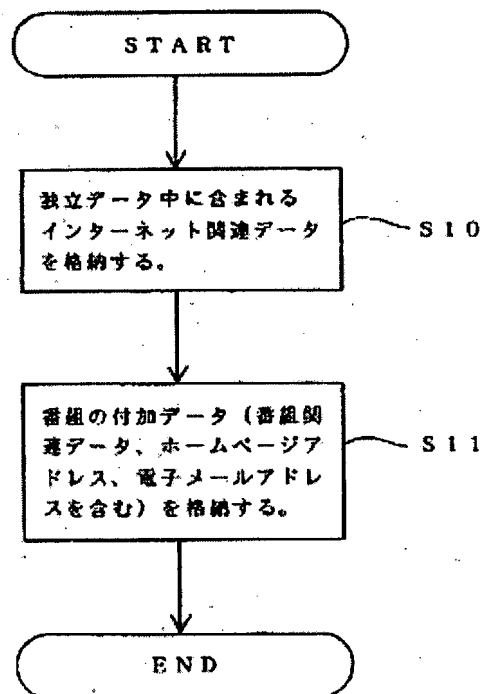 START
独立データ中に含まれる
インターネット関連データ
を格納する。
S10
番組の付加データ（番組関
連データ、ホームページア
ドレス、電子メールアドレ
スを含む）を格納する。
S11
END